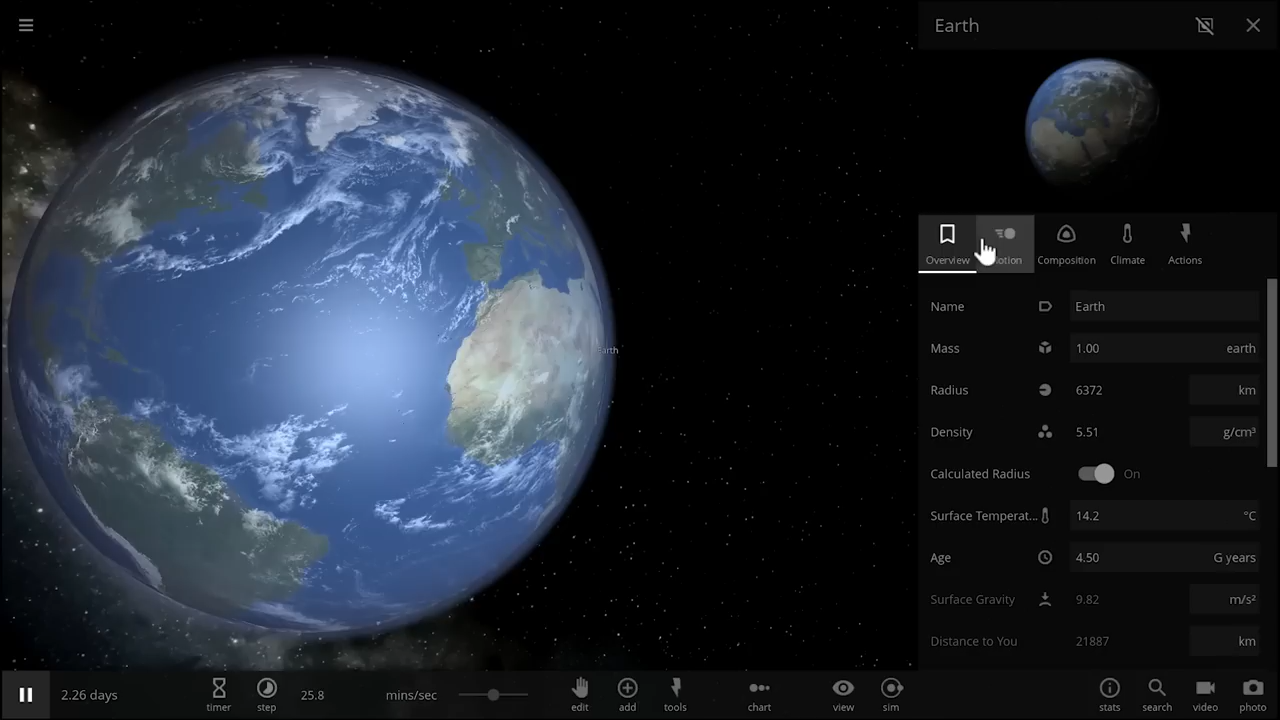 Earth
Overview
Motion
Composition
Climate
Actions
Name Earth
Mass 1.00 earth
Radius 6372 km
Density 5.51 g/cm³
Calculated Radius On
Surface Temperat... 14.2 °C
Age 4.50 G years
Surface Gravity 9.82 m/s²
Distance to You 21887 km
Earth
2.26 days
timer
step
25.8 mins/sec
edit
add
tools
chart
view
sim
stats
search
video
photo